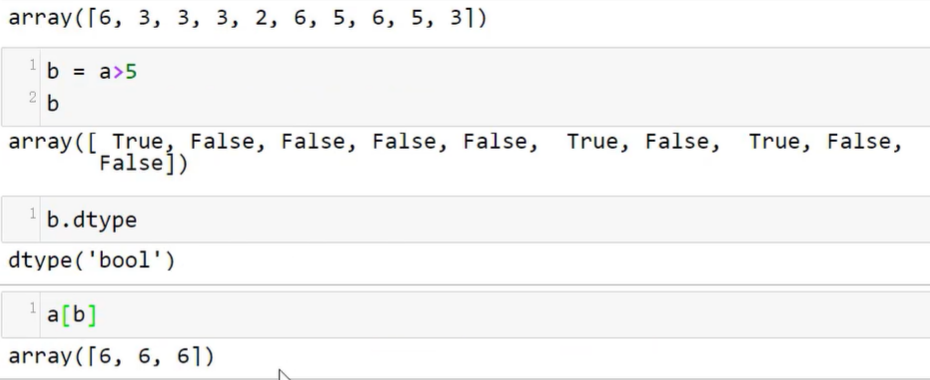 array([6, 3, 3, 3, 2, 6, 5, 6, 5, 3])
1 b = a>5
2 b
array([ True, False, False, False, False,  True, False,  True, False,
       False])
1 b.dtype
dtype('bool')
1 a[b]
array([6, 6, 6])